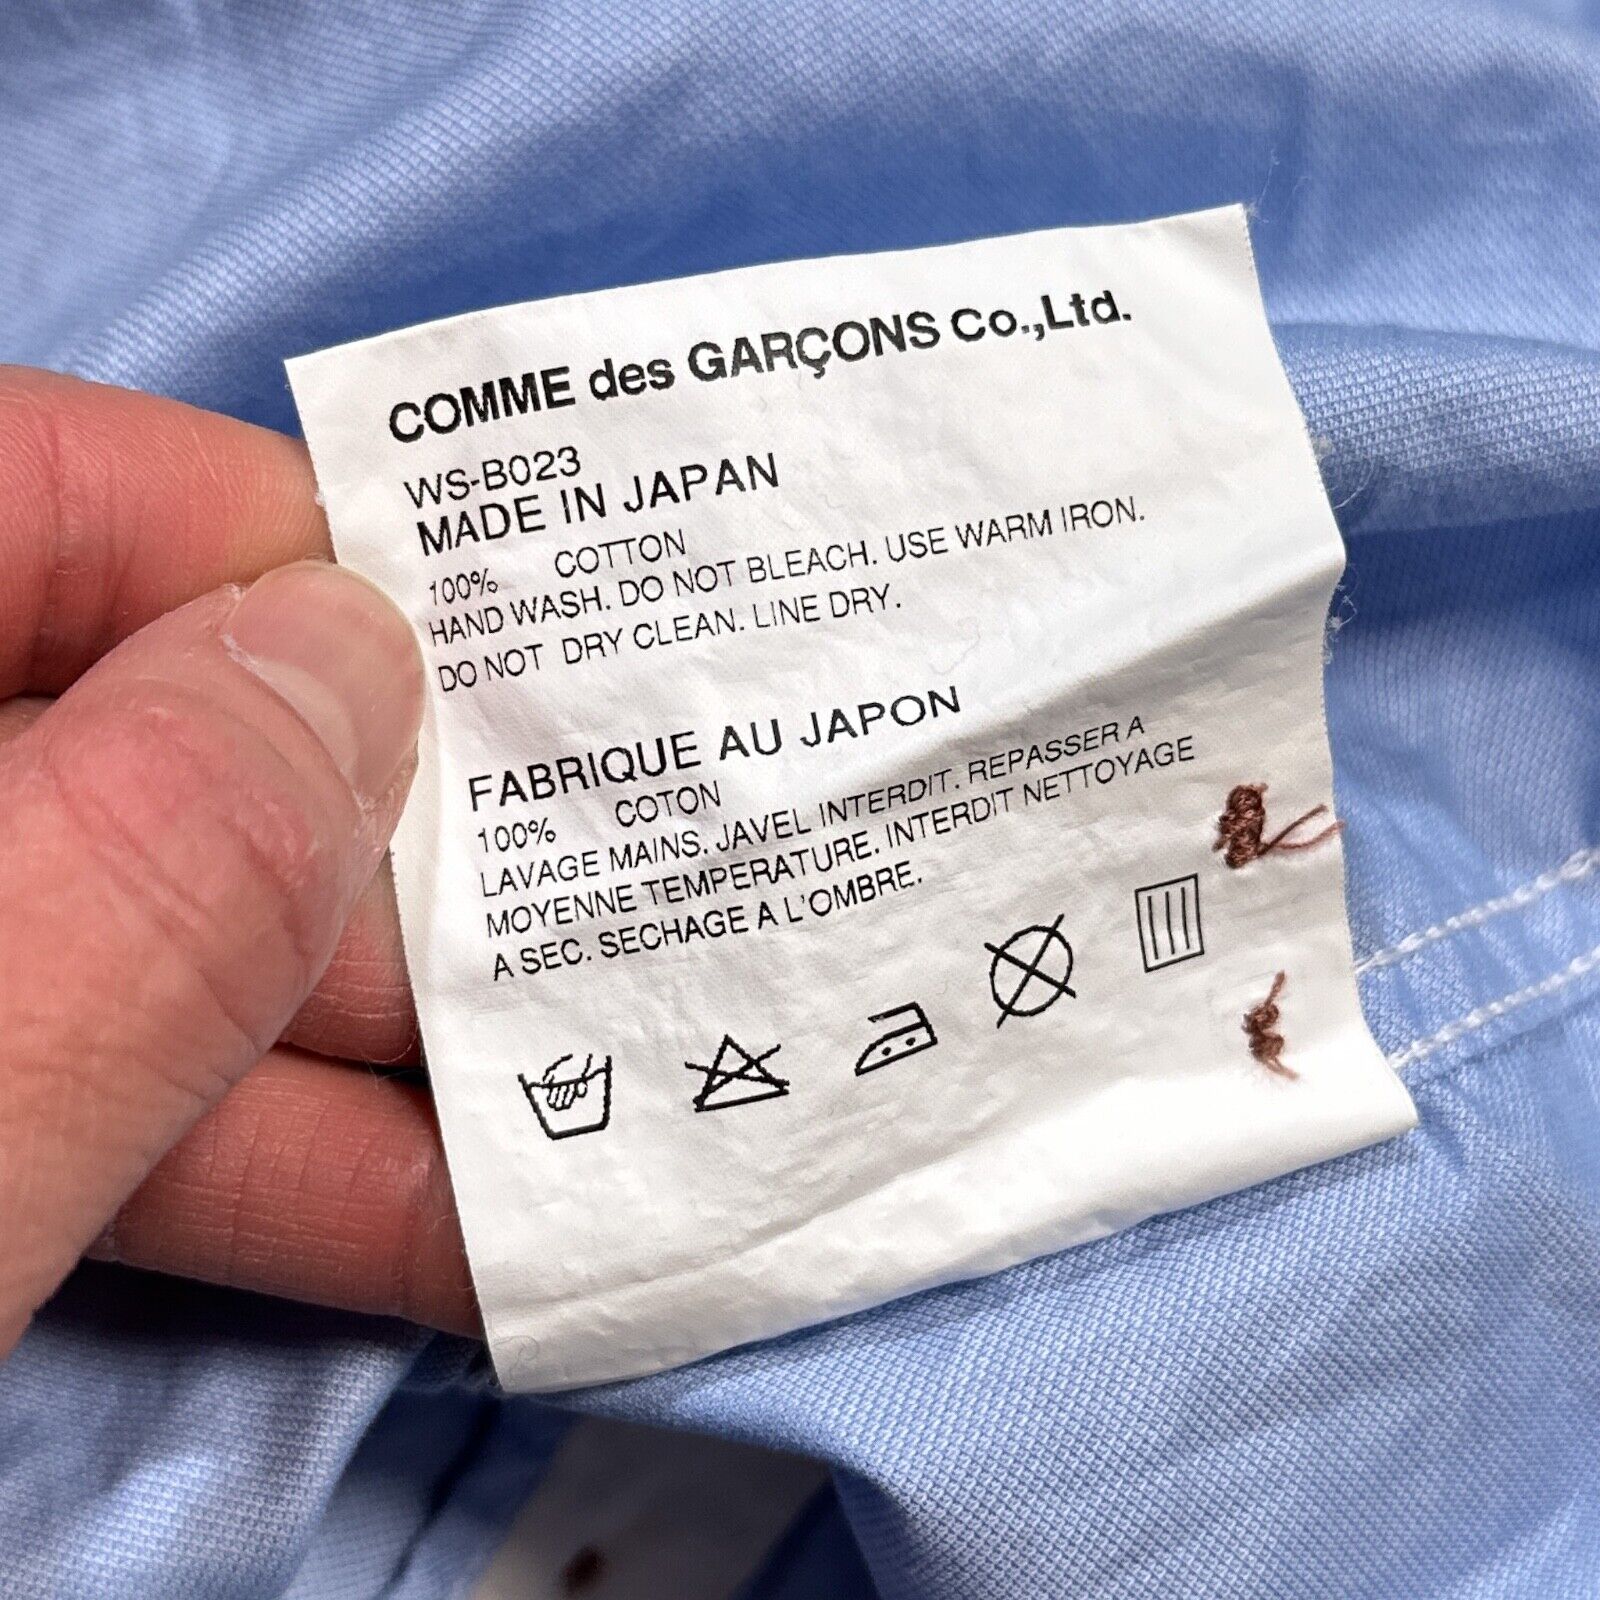 COMME des GARÇONS Co.,Ltd.
WS-B023
MADE IN JAPAN
100% COTTON
HAND WASH. DO NOT BLEACH. USE WARM IRON.
DO NOT DRY CLEAN. LINE DRY.
FABRIQUE AU JAPON
100% COTON
LAVAGE MAINS. JAVEL INTERDIT. REPASSER A
MOYENNE TEMPERATURE. INTERDIT NETTOYAGE
A SEC. SECHAGE A L'OMBRE.